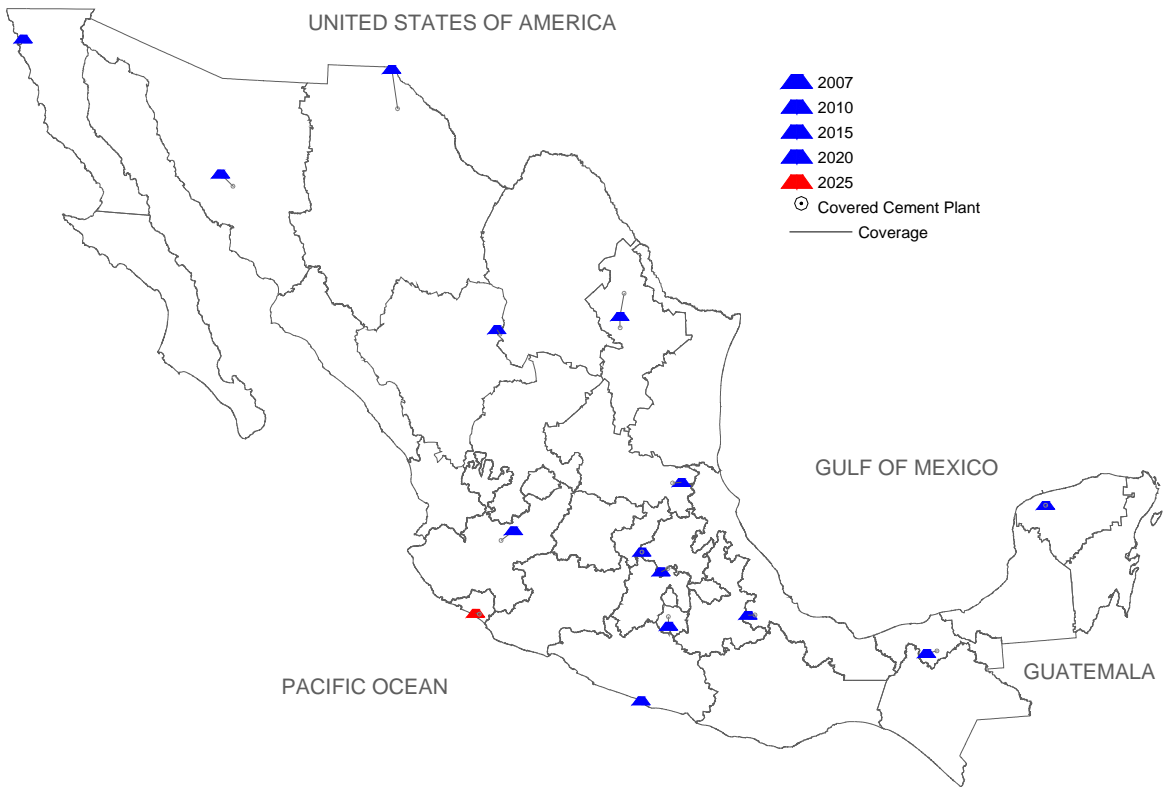 UNITED STATES OF AMERICA
2007
2010
2015
2020
2025
Covered Cement Plant
Coverage
GULF OF MEXICO
GUATEMALA
PACIFIC OCEAN